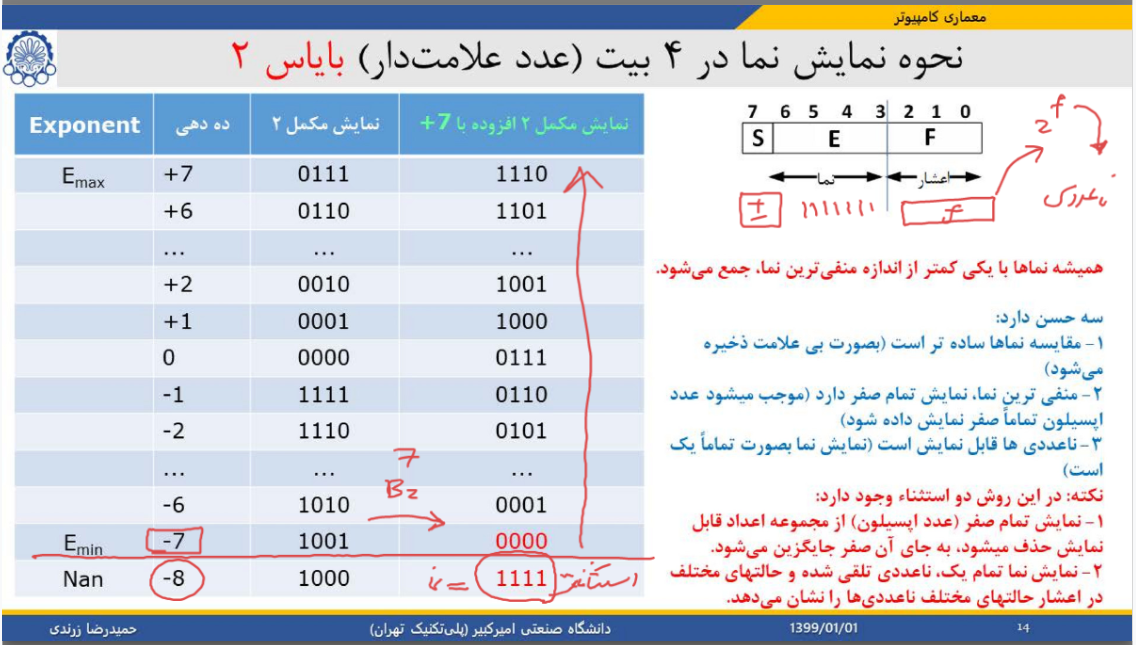 معماری کامپیوتر
نحوه نمایش نما در ۴ بیت (عدد علامت‌دار) بایاس ۲
7 6 5 4 3 2 1 0
S E F
نما اعشار
± f
2 f
ناعددی
همیشه نماها با یکی کمتر از اندازه منفی‌ترین نما، جمع می‌شود.
سه حسن دارد:
۱- مقایسه نماها ساده تر است (بصورت بی علامت ذخیره
می‌شود)
۲- منفی ترین نما، نمایش تمام صفر دارد (موجب میشود عدد
اپسیلون تماماً صفر نمایش داده شود)
۳- ناعددی ها قابل نمایش است (نمایش نما بصورت تماماً یک
است)
نکته: در این روش دو استثناء وجود دارد:
۱- نمایش تمام صفر (عدد اپسیلون) از مجموعه اعداد قابل
نمایش حذف میشود، به جای آن صفر جایگزین می‌شود.
۲- نمایش نما تمام یک، ناعددی تلقی شده و حالتهای مختلف
در اعشار حالتهای مختلف ناعددی‌ها را نشان می‌دهد.
Exponent ده دهی نمایش مکمل ۲ نمایش مکمل ۲ افزوده با 7+
Emax +7 0111 1110
+6 0110 1101
... ... ...
+2 0010 1001
+1 0001 1000
0 0000 0111
-1 1111 0110
-2 1110 0101
... ... ...
7
B=
-6 1010 0001
Emin -7 1001 0000
Nan -8 1000 1111
حمیدرضا زرندی
دانشگاه صنعتی امیرکبیر (پلی‌تکنیک تهران)
1399/01/01
14